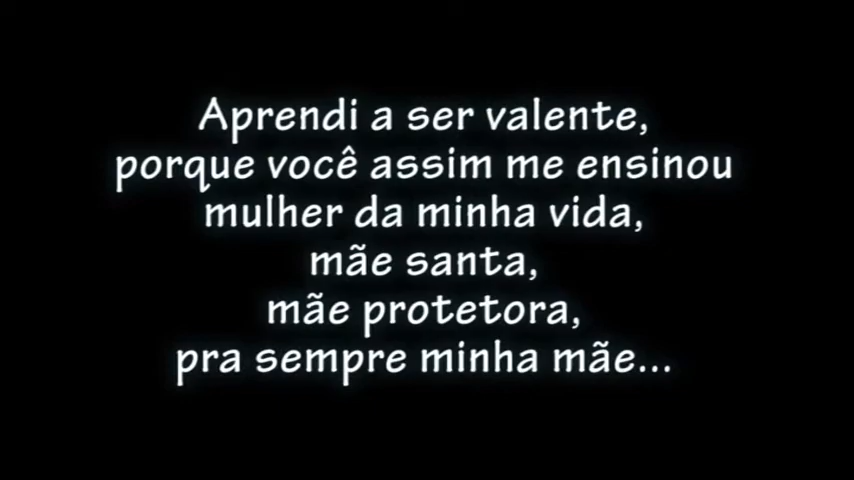 Aprendi a ser valente,
porque você assim me ensinou
mulher da minha vida,
mãe santa,
mãe protetora,
pra sempre minha mãe...